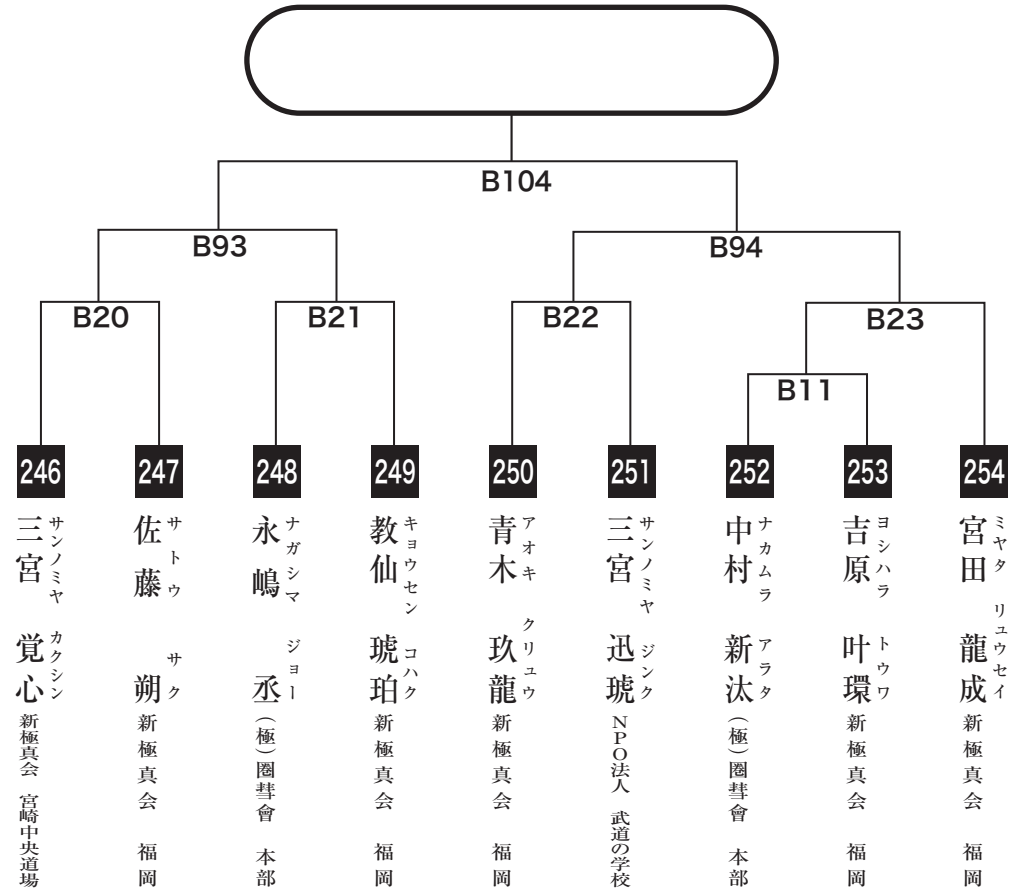 B104
B93
B94
B20
B21
B22
B23
B11
246
三宮 覚心
サンノミヤ カクシン
新極真会 宮崎中央道場
247
佐藤 朔
サトウ サク
新極真会 福岡
248
永嶋 丞
ナガシマ ジョー
(極)圏彗會 本部
249
教仙 琥珀
キョウセン コハク
新極真会 福岡
250
青木 玖龍
アオキ クリュウ
新極真会 福岡
251
三宮 迅琥
サンノミヤ ジンク
NPO法人 武道の学校
252
中村 新汰
ナカムラ アラタ
(極)圏彗會 本部
253
吉原 叶環
ヨシハラ トウワ
新極真会 福岡
254
宮田 龍成
ミヤタ リュウセイ
新極真会 福岡